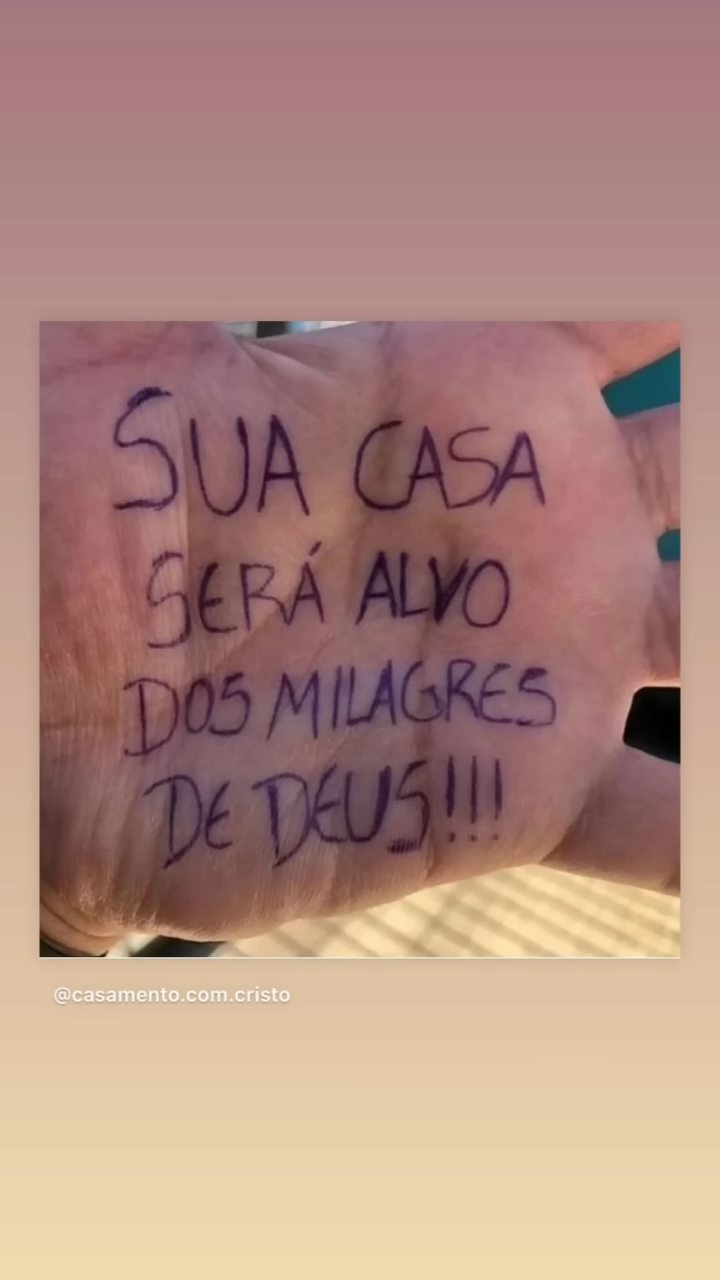 SUA CASA
SERÁ ALVO
DOS MILAGRES
DE DEUS!!!
@casamento.com.cristo